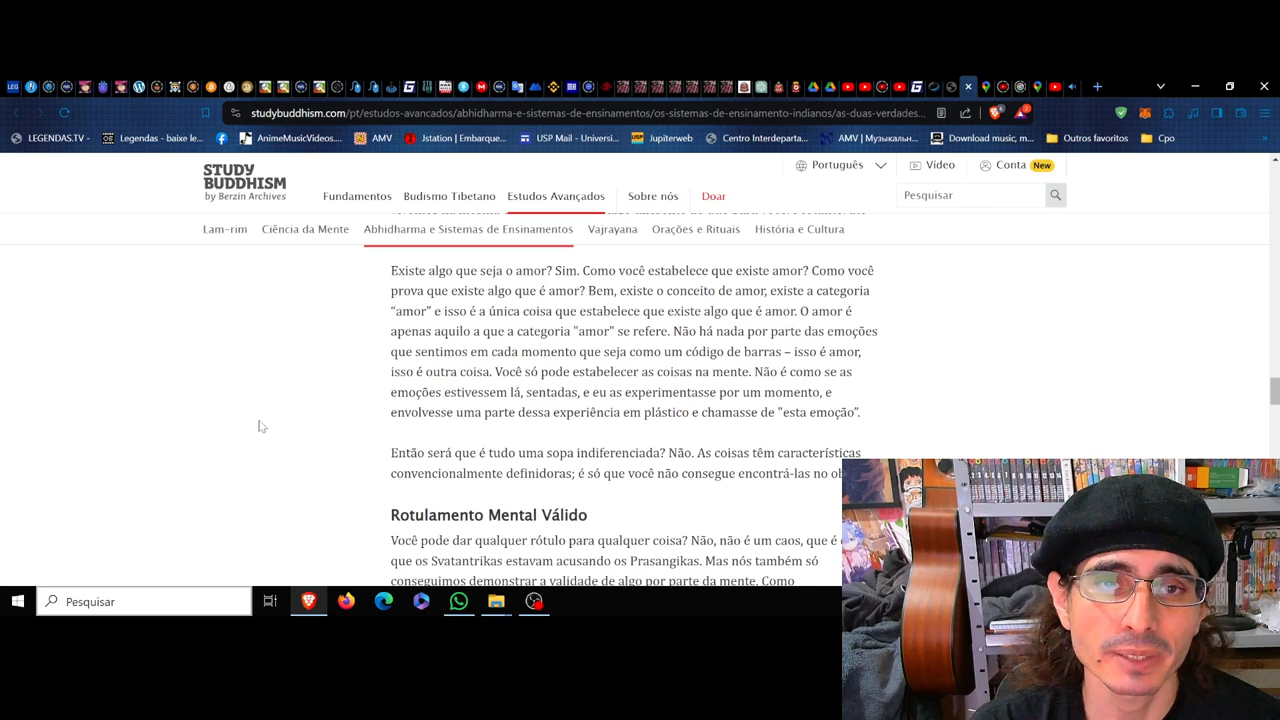 studybuddhism.com/pt/estudos-avancados/abhidharma-e-sistemas-de-ensinamentos/os-sistemas-de-ensinamento-indianos/as-duas-verdades...
LEGENDAS.TV - Legendas - baixe le... AnimeMusicVideos.... AMV Jstation | Embarque... USP Mail - Universi... Jupiterweb Centro Interdeparta... AMV / Музыкальн... Download music, m... Outros favoritos Cpo
STUDY
BUDDHISM
by Berzin Archives
Português Vídeo Conta New
Fundamentos Budismo Tibetano Estudos Avançados Sobre nós Doar
Pesquisar
Lam-rim Ciência da Mente Abhidharma e Sistemas de Ensinamentos Vajrayana Orações e Rituais História e Cultura
Existe algo que seja o amor? Sim. Como você estabelece que existe amor? Como você
prova que existe algo que é amor? Bem, existe o conceito de amor, existe a categoria
“amor” e isso é a única coisa que estabelece que existe algo que é amor. O amor é
apenas aquilo a que a categoria "amor" se refere. Não há nada por parte das emoções
que sentimos em cada momento que seja como um código de barras – isso é amor,
isso é outra coisa. Você só pode estabelecer as coisas na mente. Não é como se as
emoções estivessem lá, sentadas, e eu as experimentasse por um momento, e
envolvesse uma parte dessa experiência em plástico e chamasse de "esta emoção”.
Então será que é tudo uma sopa indiferenciada? Não. As coisas têm características
convencionalmente definidoras; é só que você não consegue encontrá-las no
Rotulamento Mental Válido
Você pode dar qualquer rótulo para qualquer coisa? Não, não é um caos, que é
que os Svatantrikas estavam acusando os Prasangikas. Mas nós também só
conseguimos demonstrar a validade de algo por parte da mente. Como
Pesquisar